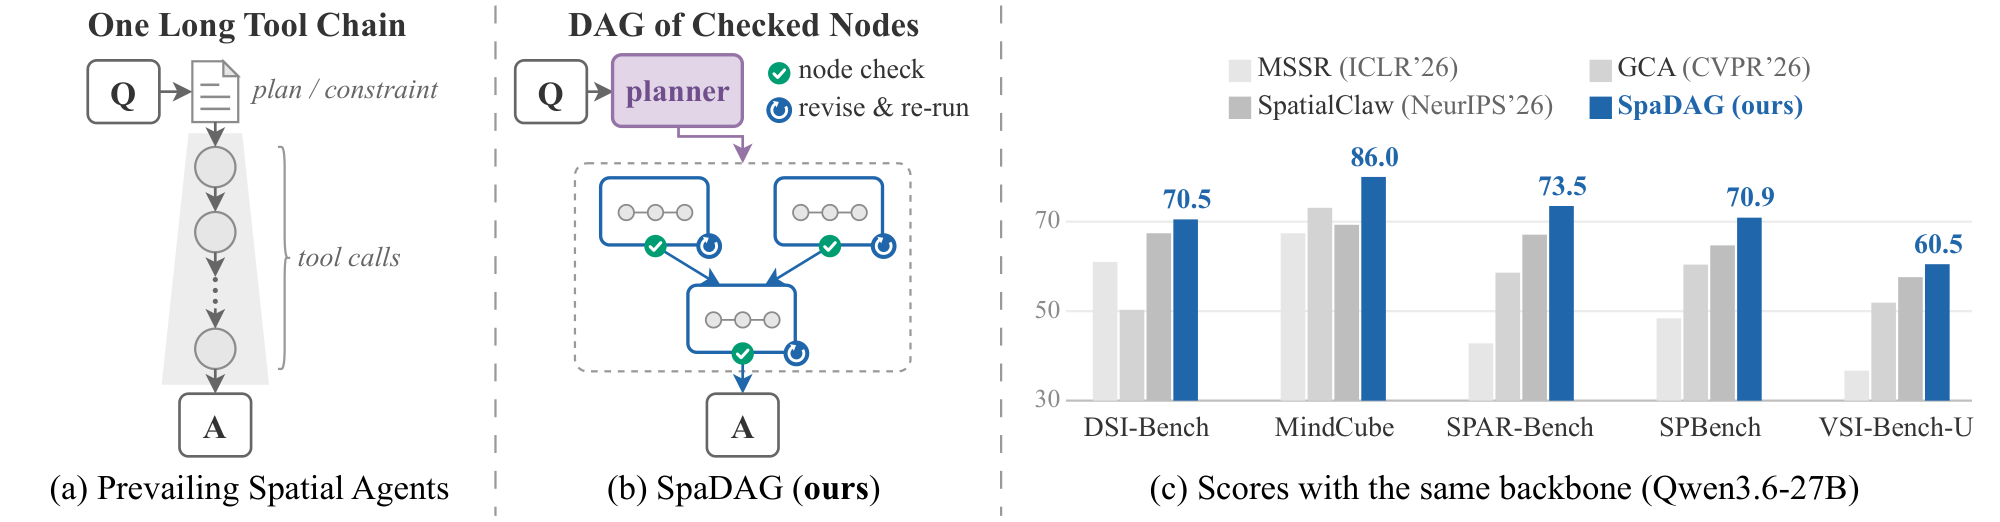 One Long Tool Chain
Q
plan / constraint
tool calls
A
(a) Prevailing Spatial Agents
DAG of Checked Nodes
Q
planner
node check
revise & re-run
A
(b) SpaDAG (ours)
MSSR (ICLR’26)
GCA (CVPR’26)
SpatialClaw (NeurIPS’26)
SpaDAG (ours)
70
50
30
70.5
86.0
73.5
70.9
60.5
DSI-Bench
MindCube
SPAR-Bench
SPBench
VSI-Bench-U
(c) Scores with the same backbone (Qwen3.6-27B)